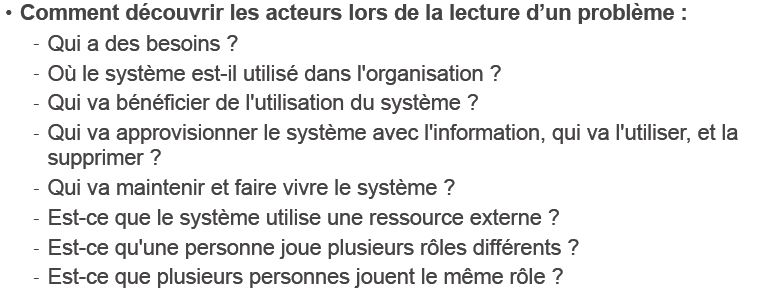 • Comment découvrir les acteurs lors de la lecture d’un problème :
- Qui a des besoins ?
- Où le système est-il utilisé dans l'organisation ?
- Qui va bénéficier de l'utilisation du système ?
- Qui va approvisionner le système avec l'information, qui va l'utiliser, et la
supprimer ?
- Qui va maintenir et faire vivre le système ?
- Est-ce que le système utilise une ressource externe ?
- Est-ce qu'une personne joue plusieurs rôles différents ?
- Est-ce que plusieurs personnes jouent le même rôle ?